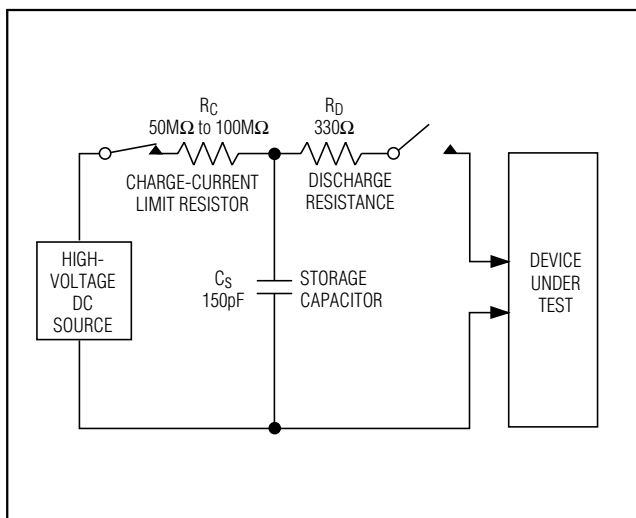 R_C
50MΩ to 100MΩ
CHARGE-CURRENT
LIMIT RESISTOR
R_D
330Ω
DISCHARGE
RESISTANCE
HIGH-
VOLTAGE
DC
SOURCE
C_S
150pF
STORAGE
CAPACITOR
DEVICE
UNDER
TEST